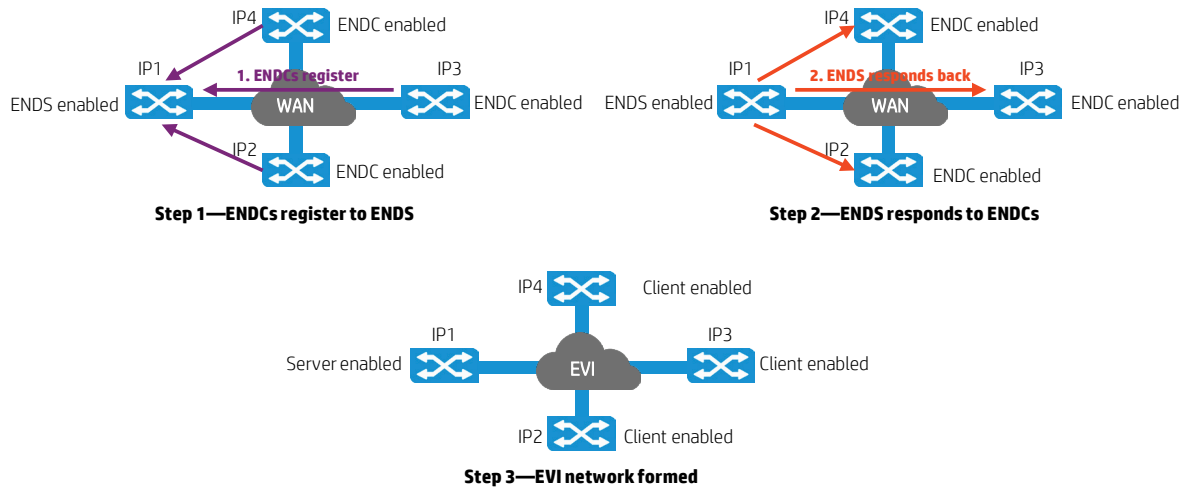 IP4
ENDC enabled
IP1
1. ENDCs register
IP3
ENDS enabled
WAN
ENDC enabled
IP2
ENDC enabled
Step 1—ENDCs register to ENDS
IP4
ENDC enabled
IP1
2. ENDS responds back
IP3
ENDS enabled
WAN
ENDC enabled
IP2
ENDC enabled
Step 2—ENDS responds to ENDCs
IP4
Client enabled
IP1
IP3
Server enabled
EVI
Client enabled
IP2
Client enabled
Step 3—EVI network formed